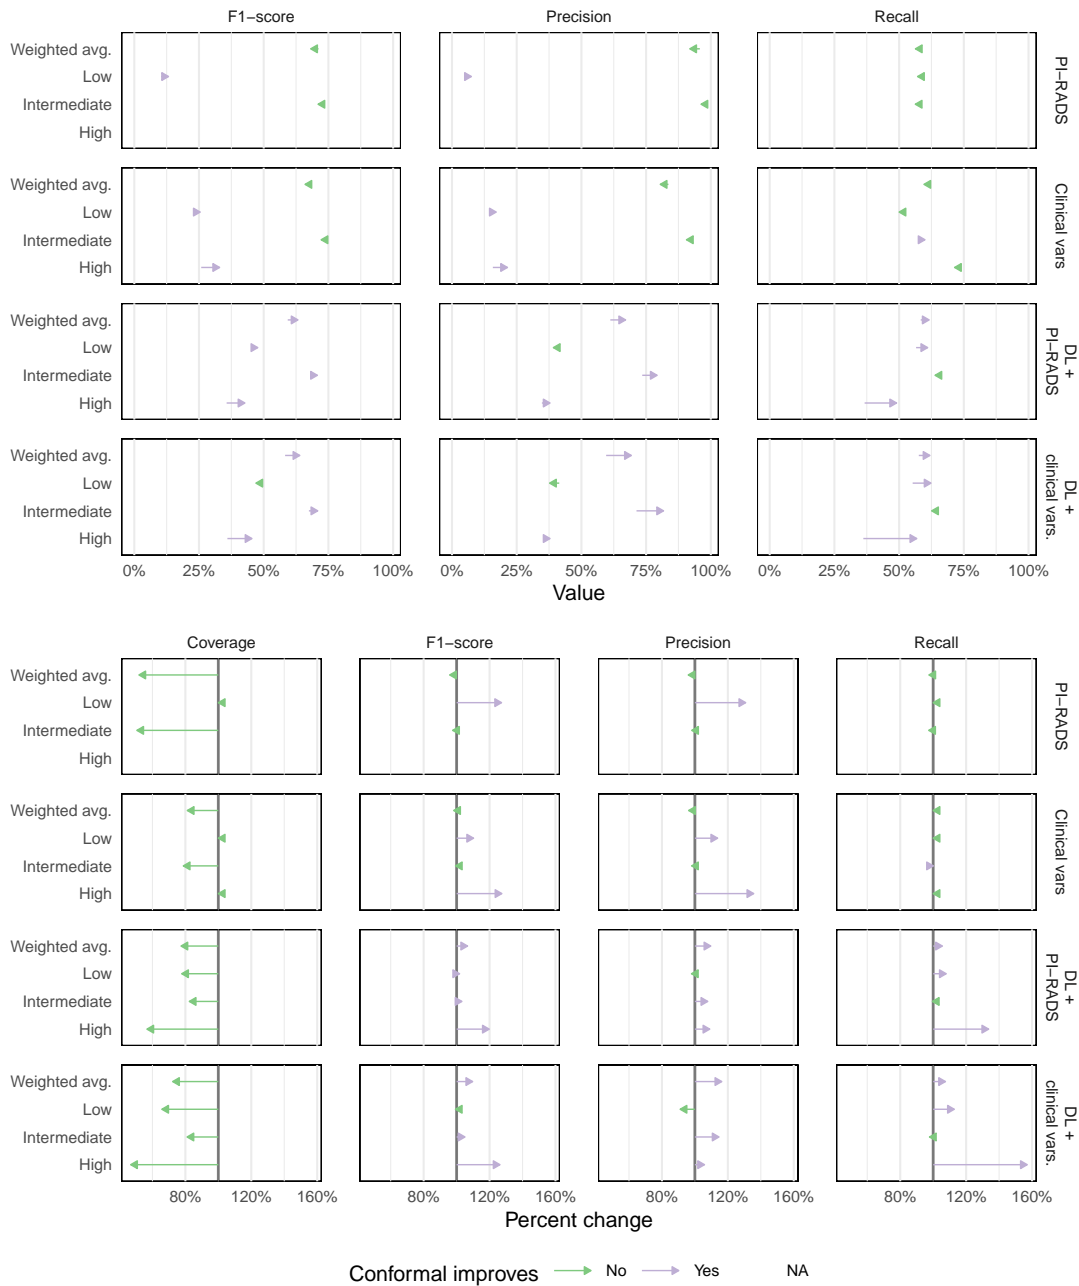 F1−score Precision Recall
Weighted avg.
Low
Intermediate
High
PI−RADS
Weighted avg.
Low
Intermediate
High
Clinical vars
Weighted avg.
Low
Intermediate
High
DL +
PI−RADS
Weighted avg.
Low
Intermediate
High
DL +
clinical vars.
0% 25% 50% 75% 100% 0% 25% 50% 75% 100% 0% 25% 50% 75% 100%
Value
Coverage F1−score Precision Recall
Weighted avg.
Low
Intermediate
High
PI−RADS
Weighted avg.
Low
Intermediate
High
Clinical vars
Weighted avg.
Low
Intermediate
High
DL +
PI−RADS
Weighted avg.
Low
Intermediate
High
DL +
clinical vars.
80% 120% 160% 80% 120% 160% 80% 120% 160% 80% 120% 160%
Percent change
Conformal improves No Yes NA